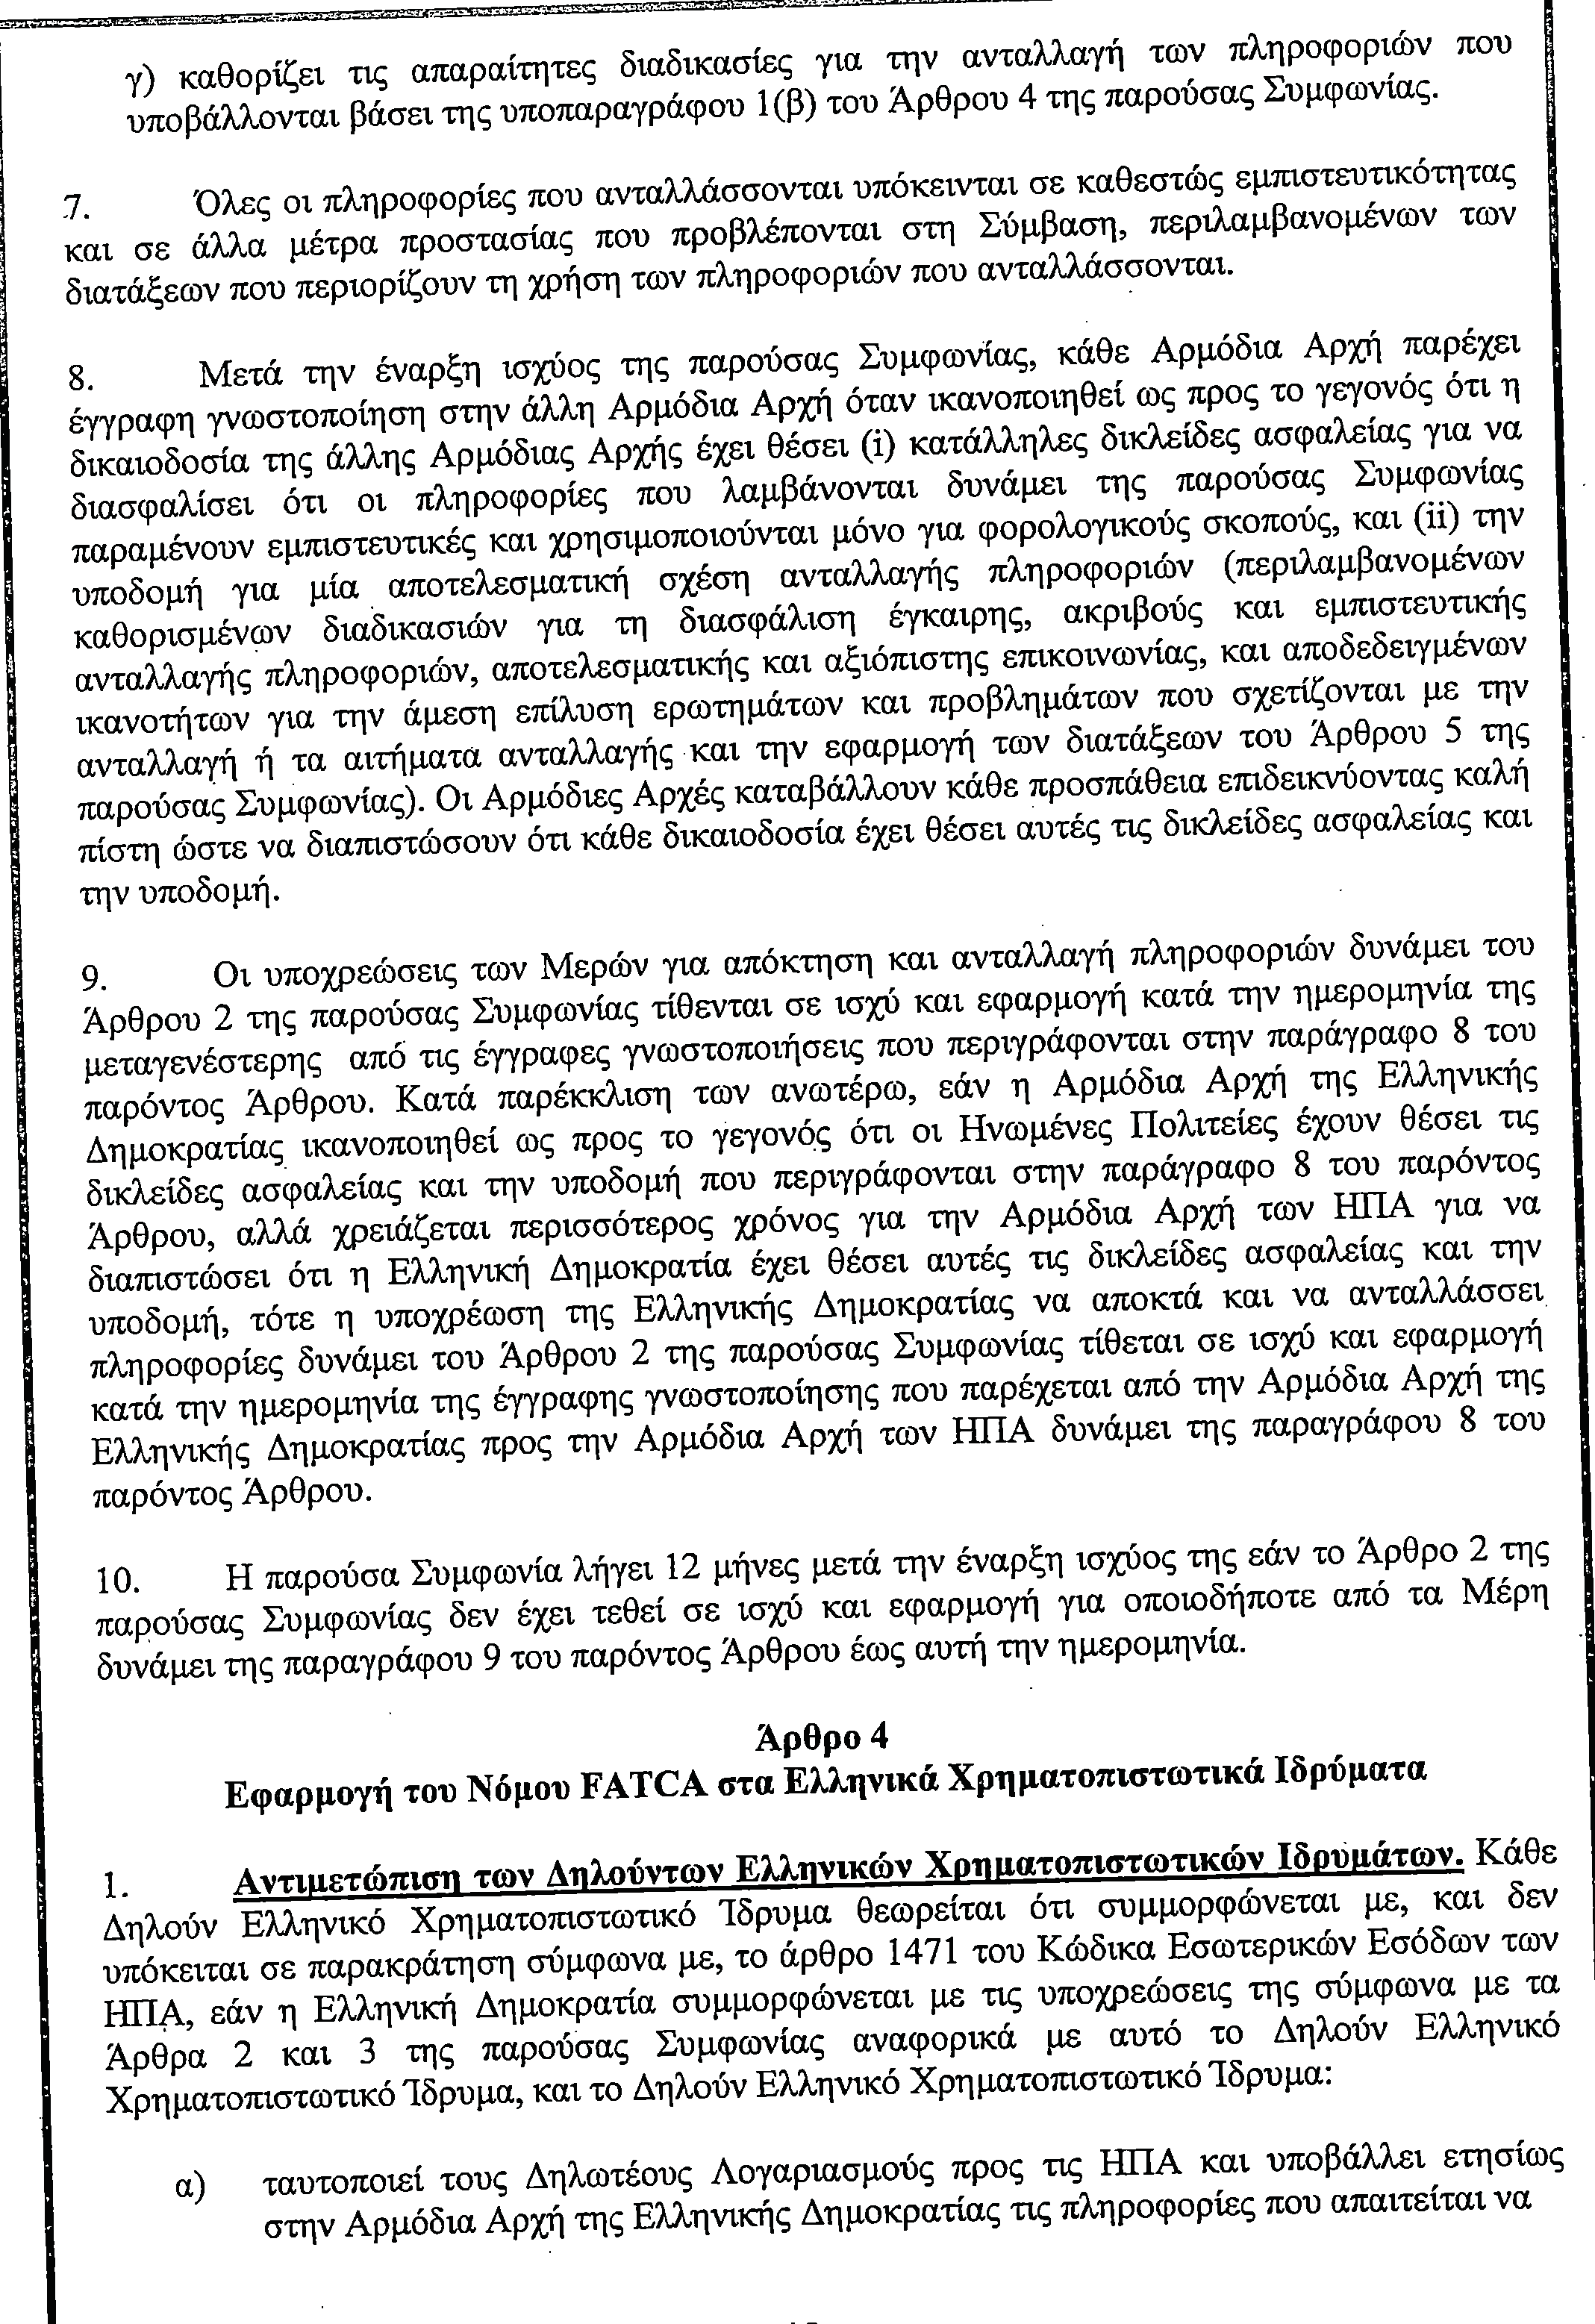 γ) καθορίζει τις απαραίτητες διαδικασίες για την ανταλλαγή των πληροφοριών που
υποβάλλονται βάσει της υποπαραγράφου 1(β) του Άρθρου 4 της παρούσας Συμφωνίας.
7. Όλες οι πληροφορίες που ανταλλάσσονται υπόκεινται σε καθεστώς εμπιστευτικότητας
και σε άλλα μέτρα προστασίας που προβλέπονται στη Σύμβαση, περιλαμβανομένων των
διατάξεων που περιορίζουν τη χρήση των πληροφοριών που ανταλλάσσονται.
8. Μετά την έναρξη ισχύος της παρούσας Συμφωνίας, κάθε Αρμόδια Αρχή παρέχει
έγγραφη γνωστοποίηση στην άλλη Αρμόδια Αρχή όταν ικανοποιηθεί ως προς το γεγονός ότι η
δικαιοδοσία της άλλης Αρμόδιας Αρχής έχει θέσει (i) κατάλληλες δικλείδες ασφαλείας για να
διασφαλίσει ότι οι πληροφορίες που λαμβάνονται δυνάμει της παρούσας Συμφωνίας
παραμένουν εμπιστευτικές και χρησιμοποιούνται μόνο για φορολογικούς σκοπούς, και (ii) την
υποδομή για μία αποτελεσματική σχέση ανταλλαγής πληροφοριών (περιλαμβανομένων
καθορισμένων διαδικασιών για τη διασφάλιση έγκαιρης, ακριβούς και εμπιστευτικής
ανταλλαγής πληροφοριών, αποτελεσματικής και αξιόπιστης επικοινωνίας, και αποδεδειγμένων
ικανοτήτων για την άμεση επίλυση ερωτημάτων και προβλημάτων που σχετίζονται με την
ανταλλαγή ή τα αιτήματα ανταλλαγής και την εφαρμογή των διατάξεων του Άρθρου 5 της
παρούσας Συμφωνίας). Οι Αρμόδιες Αρχές καταβάλλουν κάθε προσπάθεια επιδεικνύοντας καλή
πίστη ώστε να διαπιστώσουν ότι κάθε δικαιοδοσία έχει θέσει αυτές τις δικλείδες ασφαλείας και
την υποδομή.
9. Οι υποχρεώσεις των Μερών για απόκτηση και ανταλλαγή πληροφοριών δυνάμει του
Άρθρου 2 της παρούσας Συμφωνίας τίθενται σε ισχύ και εφαρμογή κατά την ημερομηνία της
μεταγενέστερης από τις έγγραφες γνωστοποιήσεις που περιγράφονται στην παράγραφο 8 του
παρόντος Άρθρου. Κατά παρέκκλιση των ανωτέρω, εάν η Αρμόδια Αρχή της Ελληνικής
Δημοκρατίας ικανοποιηθεί ως προς το γεγονός ότι οι Ηνωμένες Πολιτείες έχουν θέσει τις
δικλείδες ασφαλείας και την υποδομή που περιγράφονται στην παράγραφο 8 του παρόντος
Άρθρου, αλλά χρειάζεται περισσότερος χρόνος για την Αρμόδια Αρχή των ΗΠΑ για να
διαπιστώσει ότι η Ελληνική Δημοκρατία έχει θέσει αυτές τις δικλείδες ασφαλείας και την
υποδομή, τότε η υποχρέωση της Ελληνικής Δημοκρατίας να αποκτά και να ανταλλάσσει
πληροφορίες δυνάμει του Άρθρου 2 της παρούσας Συμφωνίας τίθεται σε ισχύ και εφαρμογή
κατά την ημερομηνία της έγγραφης γνωστοποίησης που παρέχεται από την Αρμόδια Αρχή της
Ελληνικής Δημοκρατίας προς την Αρμόδια Αρχή των ΗΠΑ δυνάμει της παραγράφου 8 του
παρόντος Άρθρου.
10. Η παρούσα Συμφωνία λήγει 12 μήνες μετά την έναρξη ισχύος της εάν το Άρθρο 2 της
παρούσας Συμφωνίας δεν έχει τεθεί σε ισχύ και εφαρμογή για οποιοδήποτε από τα Μέρη
δυνάμει της παραγράφου 9 του παρόντος Άρθρου έως αυτή την ημερομηνία.
Άρθρο 4
Εφαρμογή του Νόμου FATCA στα Ελληνικά Χρηματοπιστωτικά Ιδρύματα
1. Αντιμετώπιση των Δηλούντων Ελληνικών Χρηματοπιστωτικών Ιδρυμάτων. Κάθε
Δηλούν Ελληνικό Χρηματοπιστωτικό Ίδρυμα θεωρείται ότι συμμορφώνεται με, και δεν
υπόκειται σε παρακράτηση σύμφωνα με, το άρθρο 1471 του Κώδικα Εσωτερικών Εσόδων των
ΗΠΑ, εάν η Ελληνική Δημοκρατία συμμορφώνεται με τις υποχρεώσεις της σύμφωνα με τα
Άρθρα 2 και 3 της παρούσας Συμφωνίας αναφορικά με αυτό το Δηλούν Ελληνικό
Χρηματοπιστωτικό Ίδρυμα, και το Δηλούν Ελληνικό Χρηματοπιστωτικό Ίδρυμα:
α) ταυτοποιεί τους Δηλωτέους Λογαριασμούς προς τις ΗΠΑ και υποβάλλει ετησίως
στην Αρμόδια Αρχή της Ελληνικής Δημοκρατίας τις πληροφορίες που απαιτείται να